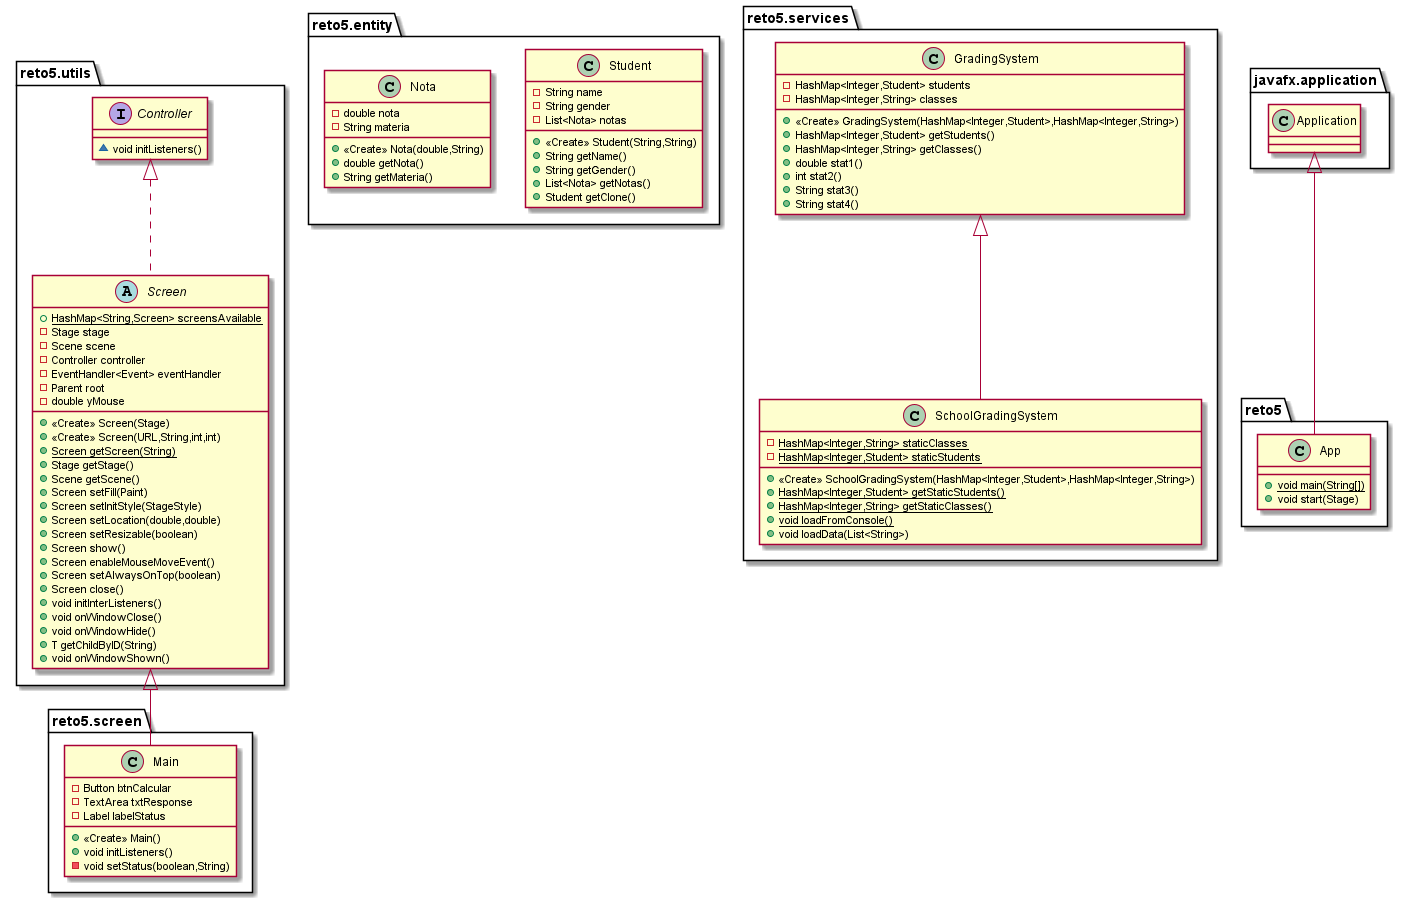 reto5.utils
I Controller
void initListeners()
A Screen
HashMap<String,Screen> screensAvailable
Stage stage
Scene scene
Controller controller
EventHandler<Event> eventHandler
Parent root
double yMouse
«Create» Screen(Stage)
«Create» Screen(URL,String,int,int)
Screen getScreen(String)
Stage getStage()
Scene getScene()
Screen setFill(Paint)
Screen setInitStyle(StageStyle)
Screen setLocation(double,double)
Screen setResizable(boolean)
Screen show()
Screen enableMouseMoveEvent()
Screen setAlwaysOnTop(boolean)
Screen close()
void initInterListeners()
void onWindowClose()
void onWindowHide()
T getChildByID(String)
void onWindowShown()
reto5.screen
C Main
Button btnCalcular
TextArea txtResponse
Label labelStatus
«Create» Main()
void initListeners()
void setStatus(boolean,String)
reto5.entity
C Nota
double nota
String materia
«Create» Nota(double,String)
double getNota()
String getMateria()
C Student
String name
String gender
List<Nota> notas
«Create» Student(String,String)
String getName()
String getGender()
List<Nota> getNotas()
Student getClone()
reto5.services
C GradingSystem
HashMap<Integer,Student> students
HashMap<Integer,String> classes
«Create» GradingSystem(HashMap<Integer,Student>,HashMap<Integer,String>)
HashMap<Integer,Student> getStudents()
HashMap<Integer,String> getClasses()
double stat1()
int stat2()
String stat3()
String stat4()
C SchoolGradingSystem
HashMap<Integer,String> staticClasses
HashMap<Integer,Student> staticStudents
«Create» SchoolGradingSystem(HashMap<Integer,Student>,HashMap<Integer,String>)
HashMap<Integer,Student> getStaticStudents()
HashMap<Integer,String> getStaticClasses()
void loadFromConsole()
void loadData(List<String>)
javafx.application
C Application
reto5
C App
void main(String[])
void start(Stage)